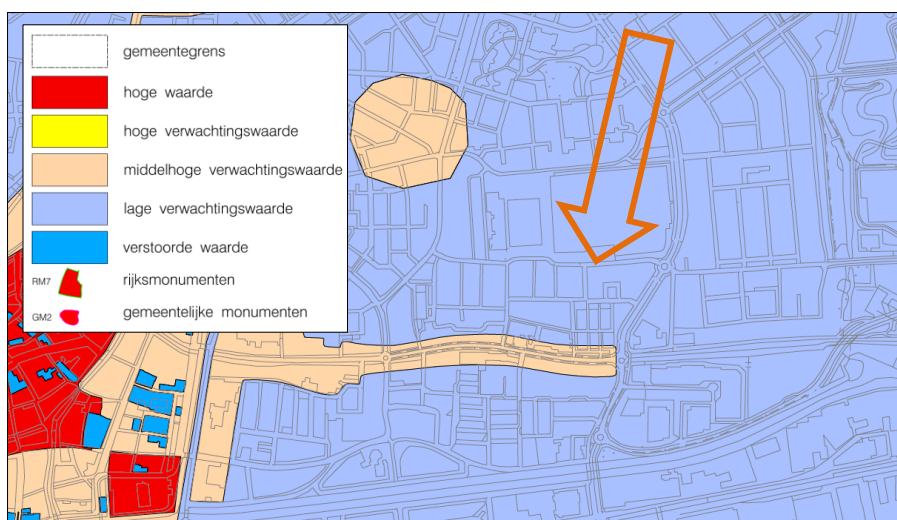 gemeentegrens
hoge waarde
hoge verwachtingswaarde
middelhoge verwachtingswaarde
lage verwachtingswaarde
verstoorde waarde
RM7 rijksmonumenten
GM2 gemeentelijke monumenten